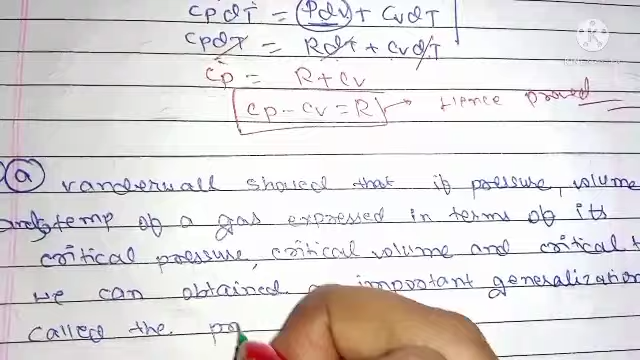 CpdT = Pdv + CvdT
CpdT = RdT + CvdT
Cp = R + Cv
Cp - Cv = R → Hence proved
a vanderwall showed that if pressure, volume
and temp of a gas expressed in terms of its
critical pressure, critical volume and critical
we can obtained important generalization
called the